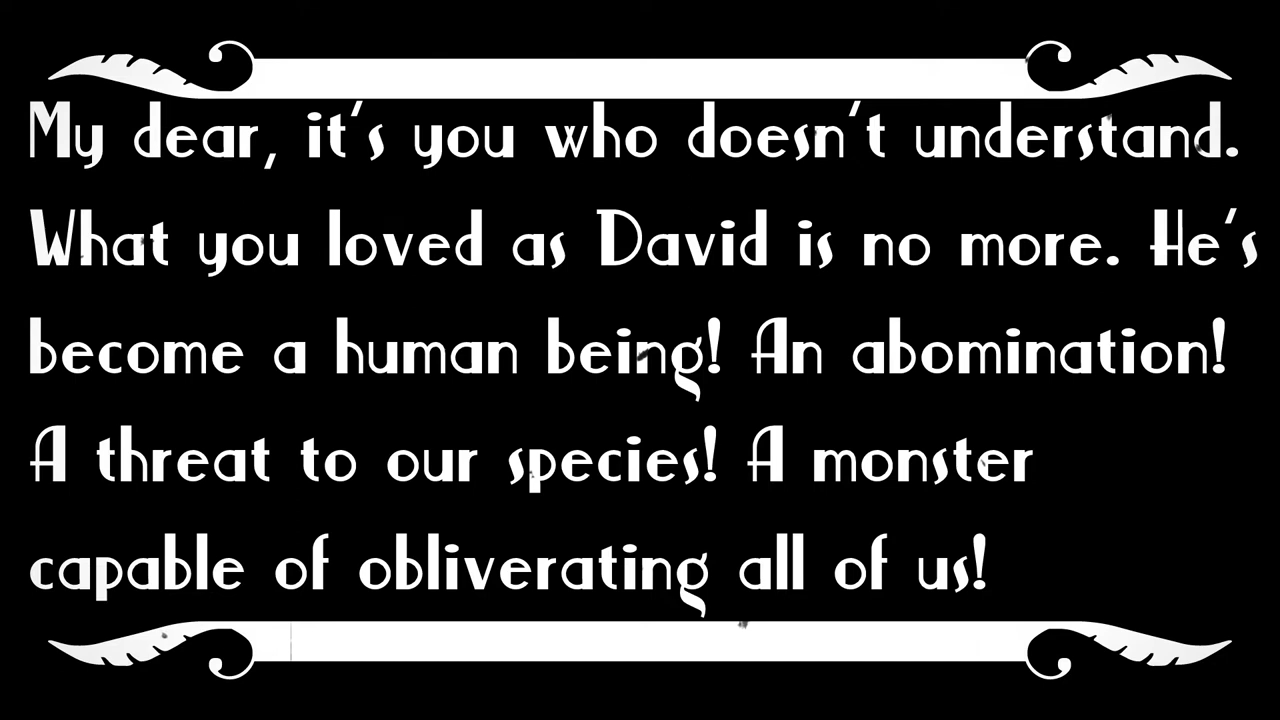 My dear, it's you who doesn't understand.
What you loved as David is no more. He's
become a human being! An abomination!
A threat to our species! A monster
capable of obliverating all of us!